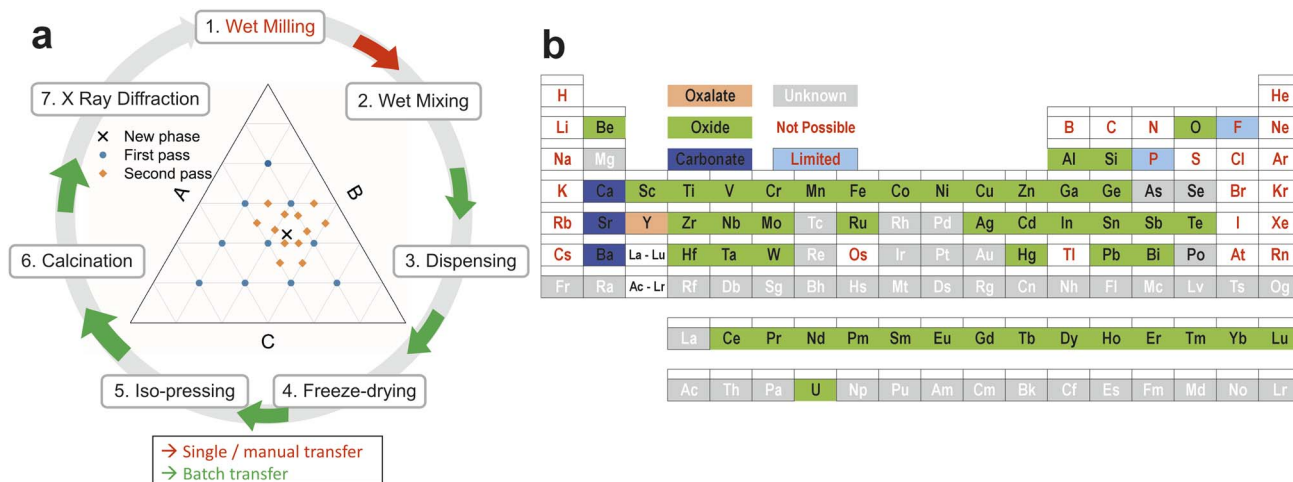 a
1. Wet Milling
2. Wet Mixing
3. Dispensing
4. Freeze-drying
5. Iso-pressing
6. Calcination
7. X Ray Diffraction
× New phase
First pass
Second pass
A
B
C
→ Single / manual transfer
→ Batch transfer
b
Oxalate Unknown
Oxide Not Possible
Carbonate Limited
H He
Li Be B C N O F Ne
Na Mg Al Si P S Cl Ar
K Ca Sc Ti V Cr Mn Fe Co Ni Cu Zn Ga Ge As Se Br Kr
Rb Sr Y Zr Nb Mo Tc Ru Rh Pd Ag Cd In Sn Sb Te I Xe
Cs Ba La - Lu Hf Ta W Re Os Ir Pt Au Hg Tl Pb Bi Po At Rn
Fr Ra Ac - Lr Rf Db Sg Bh Hs Mt Ds Rg Cn Nh Fl Mc Lv Ts Og
La Ce Pr Nd Pm Sm Eu Gd Tb Dy Ho Er Tm Yb Lu
Ac Th Pa U Np Pu Am Cm Bk Cf Es Fm Md No Lr